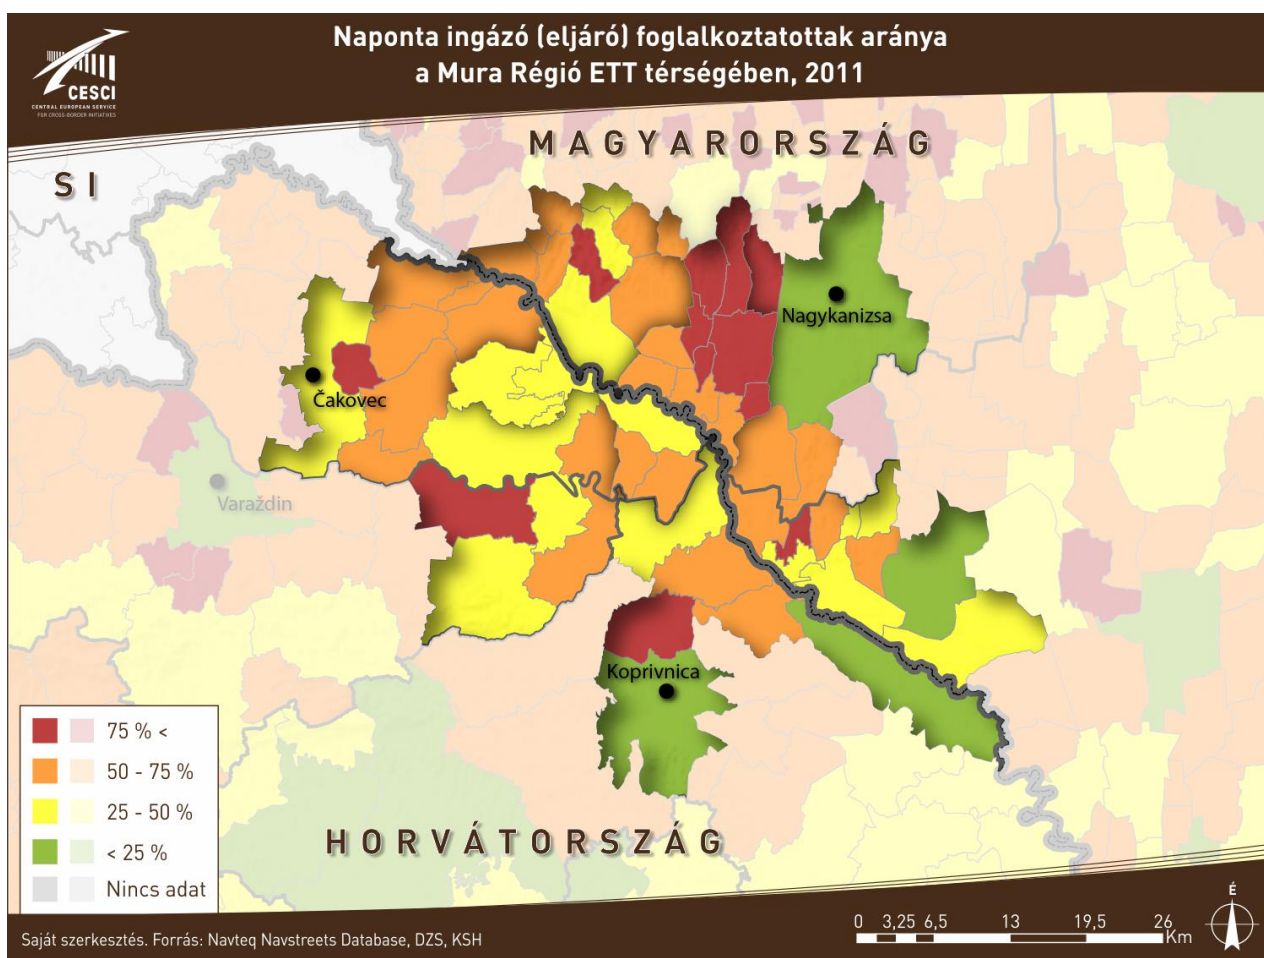 Naponta ingázó (eljáró) foglalkoztatottak aránya
a Mura Régió ETT térségében, 2011
CESCI
CENTRAL EUROPEAN SERVICE
FOR CROSS-BORDER INITIATIVES
MAGYARORSZÁG
SI
Nagykanizsa
Čakovec
Varaždin
Koprivnica
HORVÁTORSZÁG
75 % <
50 - 75 %
25 - 50 %
< 25 %
Nincs adat
É
0 3,25 6,5 13 19,5 26
Km
Saját szerkesztés. Forrás: Navteq Navstreets Database, DZS, KSH